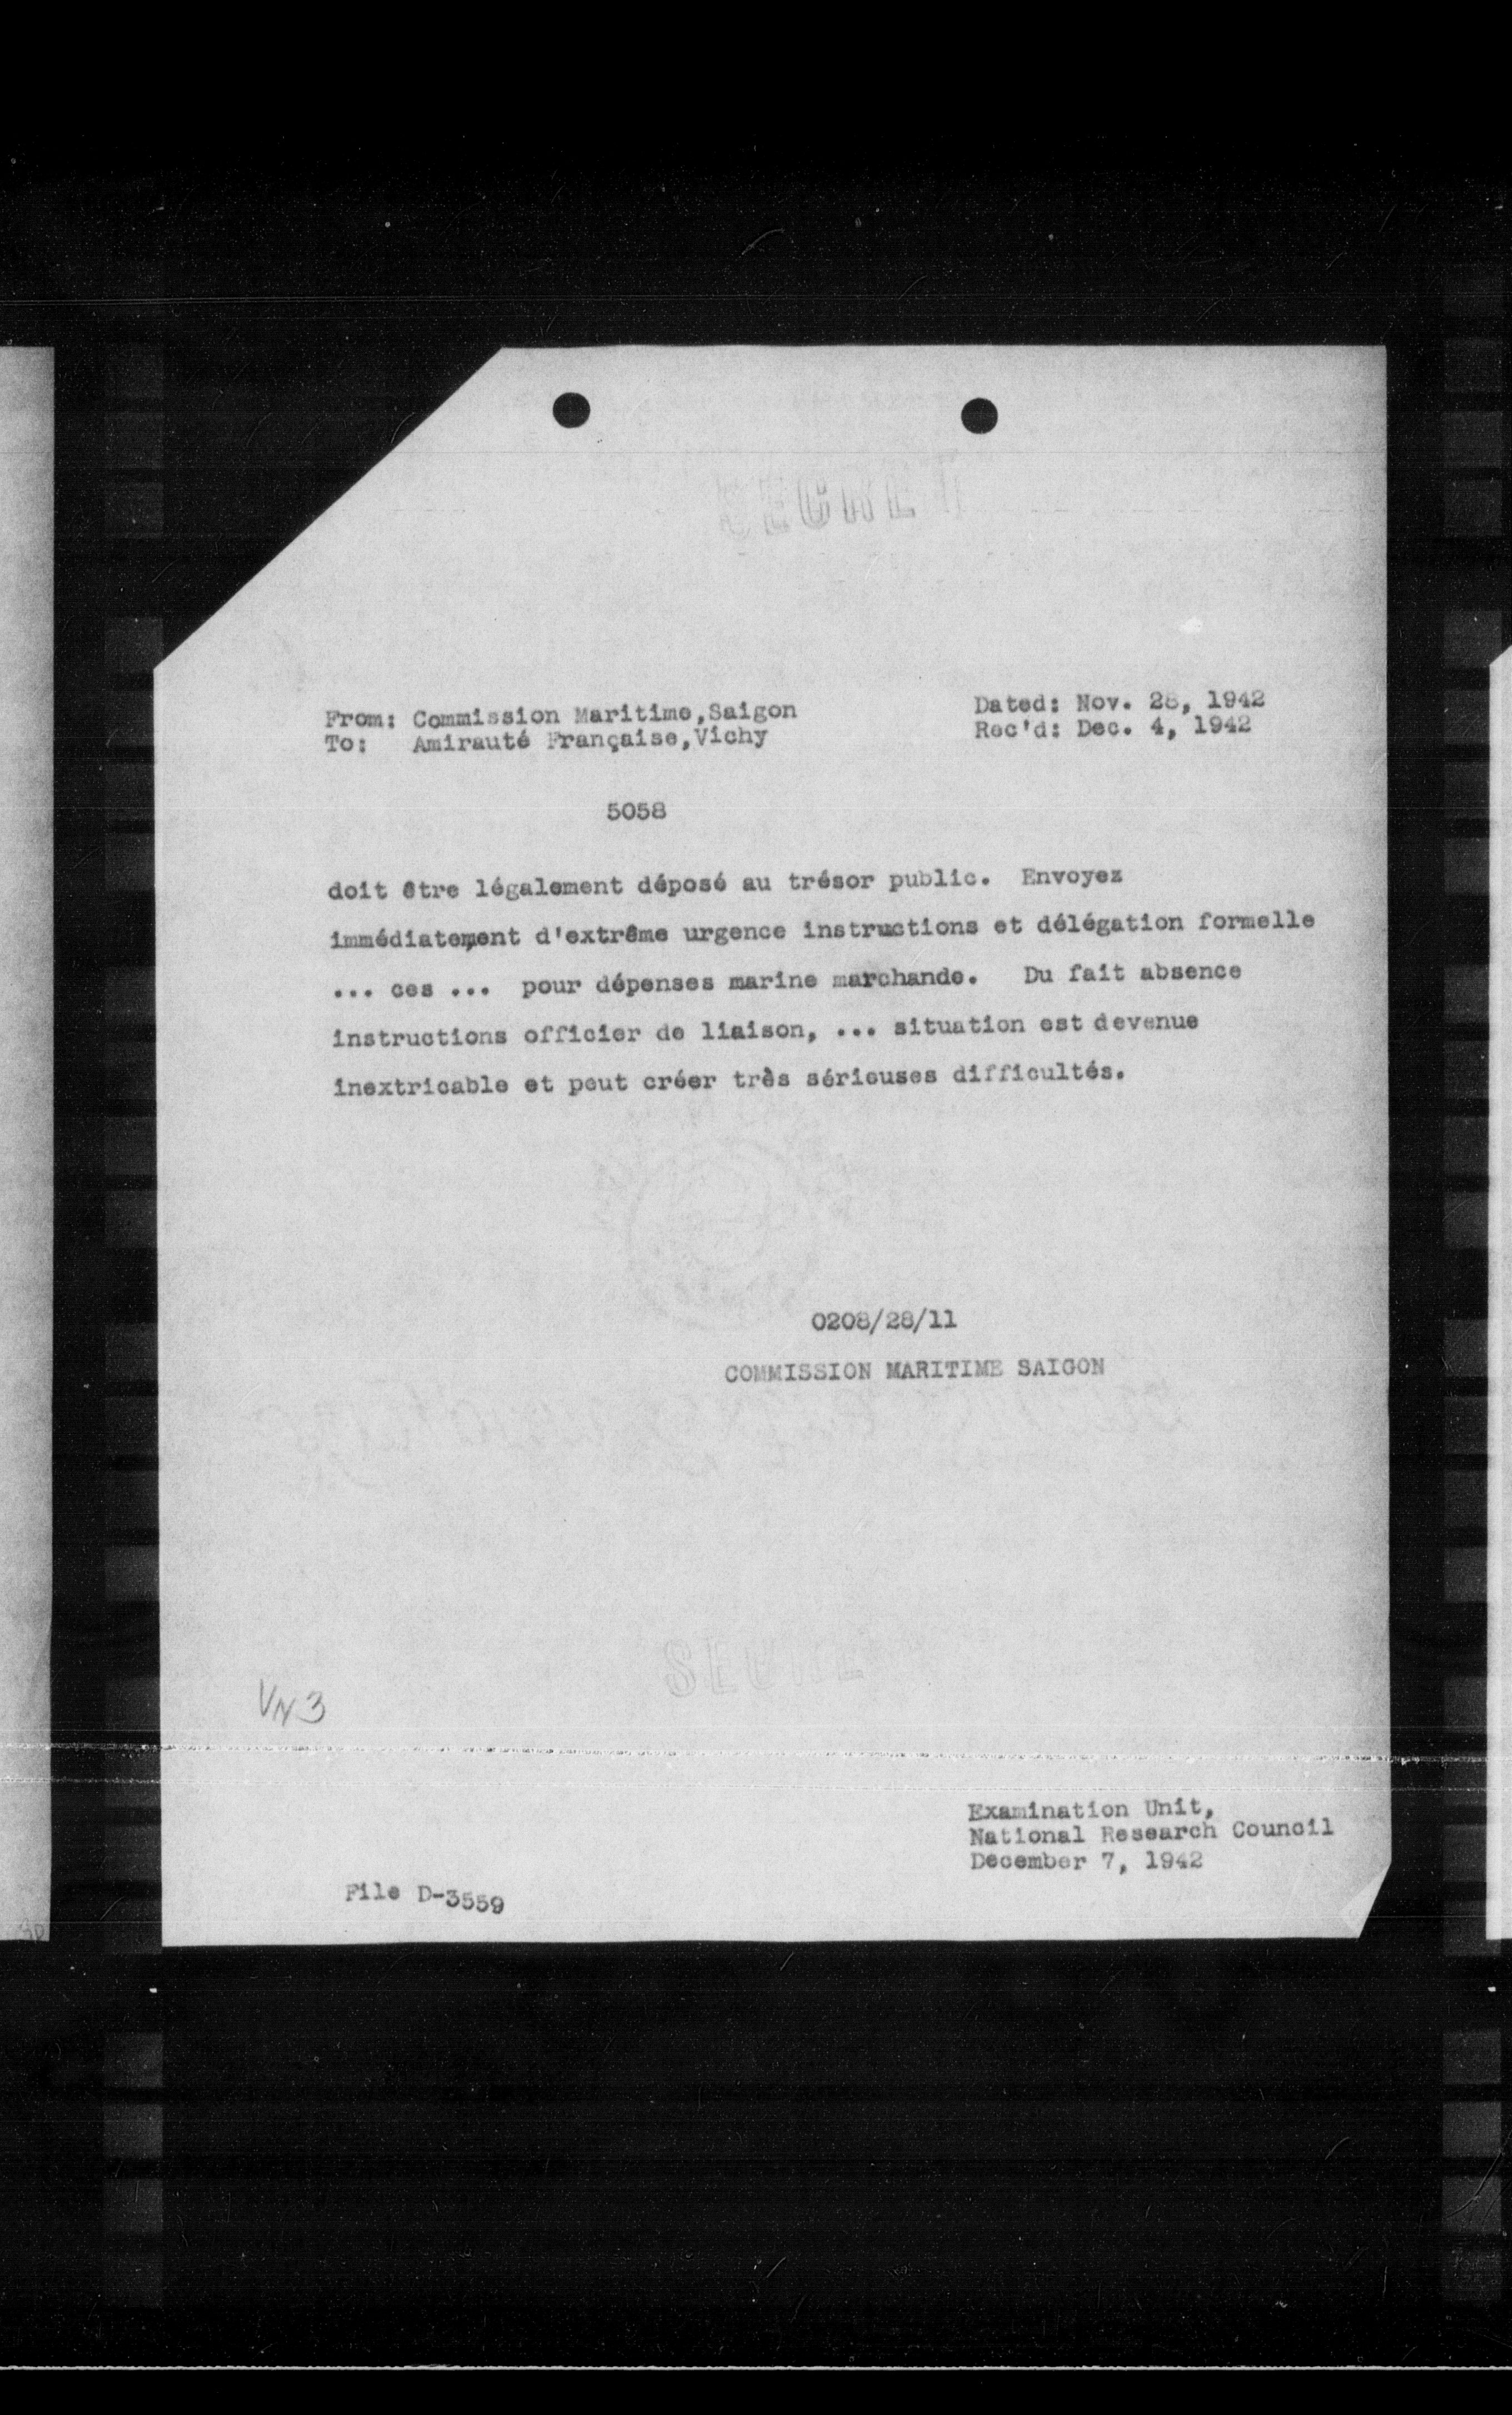 SECRET
From: Commission Maritime,Saigon
To: Amirauté Française,Vichy
Dated: Nov. 28, 1942
Rec'd: Dec. 4, 1942
5058
doit être légalement déposé au trésor public. Envoyez
immédiatement d'extrême urgence instructions et délégation formelle
... ces ... pour dépenses marine marchande. Du fait absence
instructions officier de liaison, ... situation est devenue
inextricable et peut créer très sérieuses difficultés.
0208/28/11
COMMISSION MARITIME SAIGON
SECRET
VN3
Examination Unit,
National Research Council
December 7, 1942
File D-3559